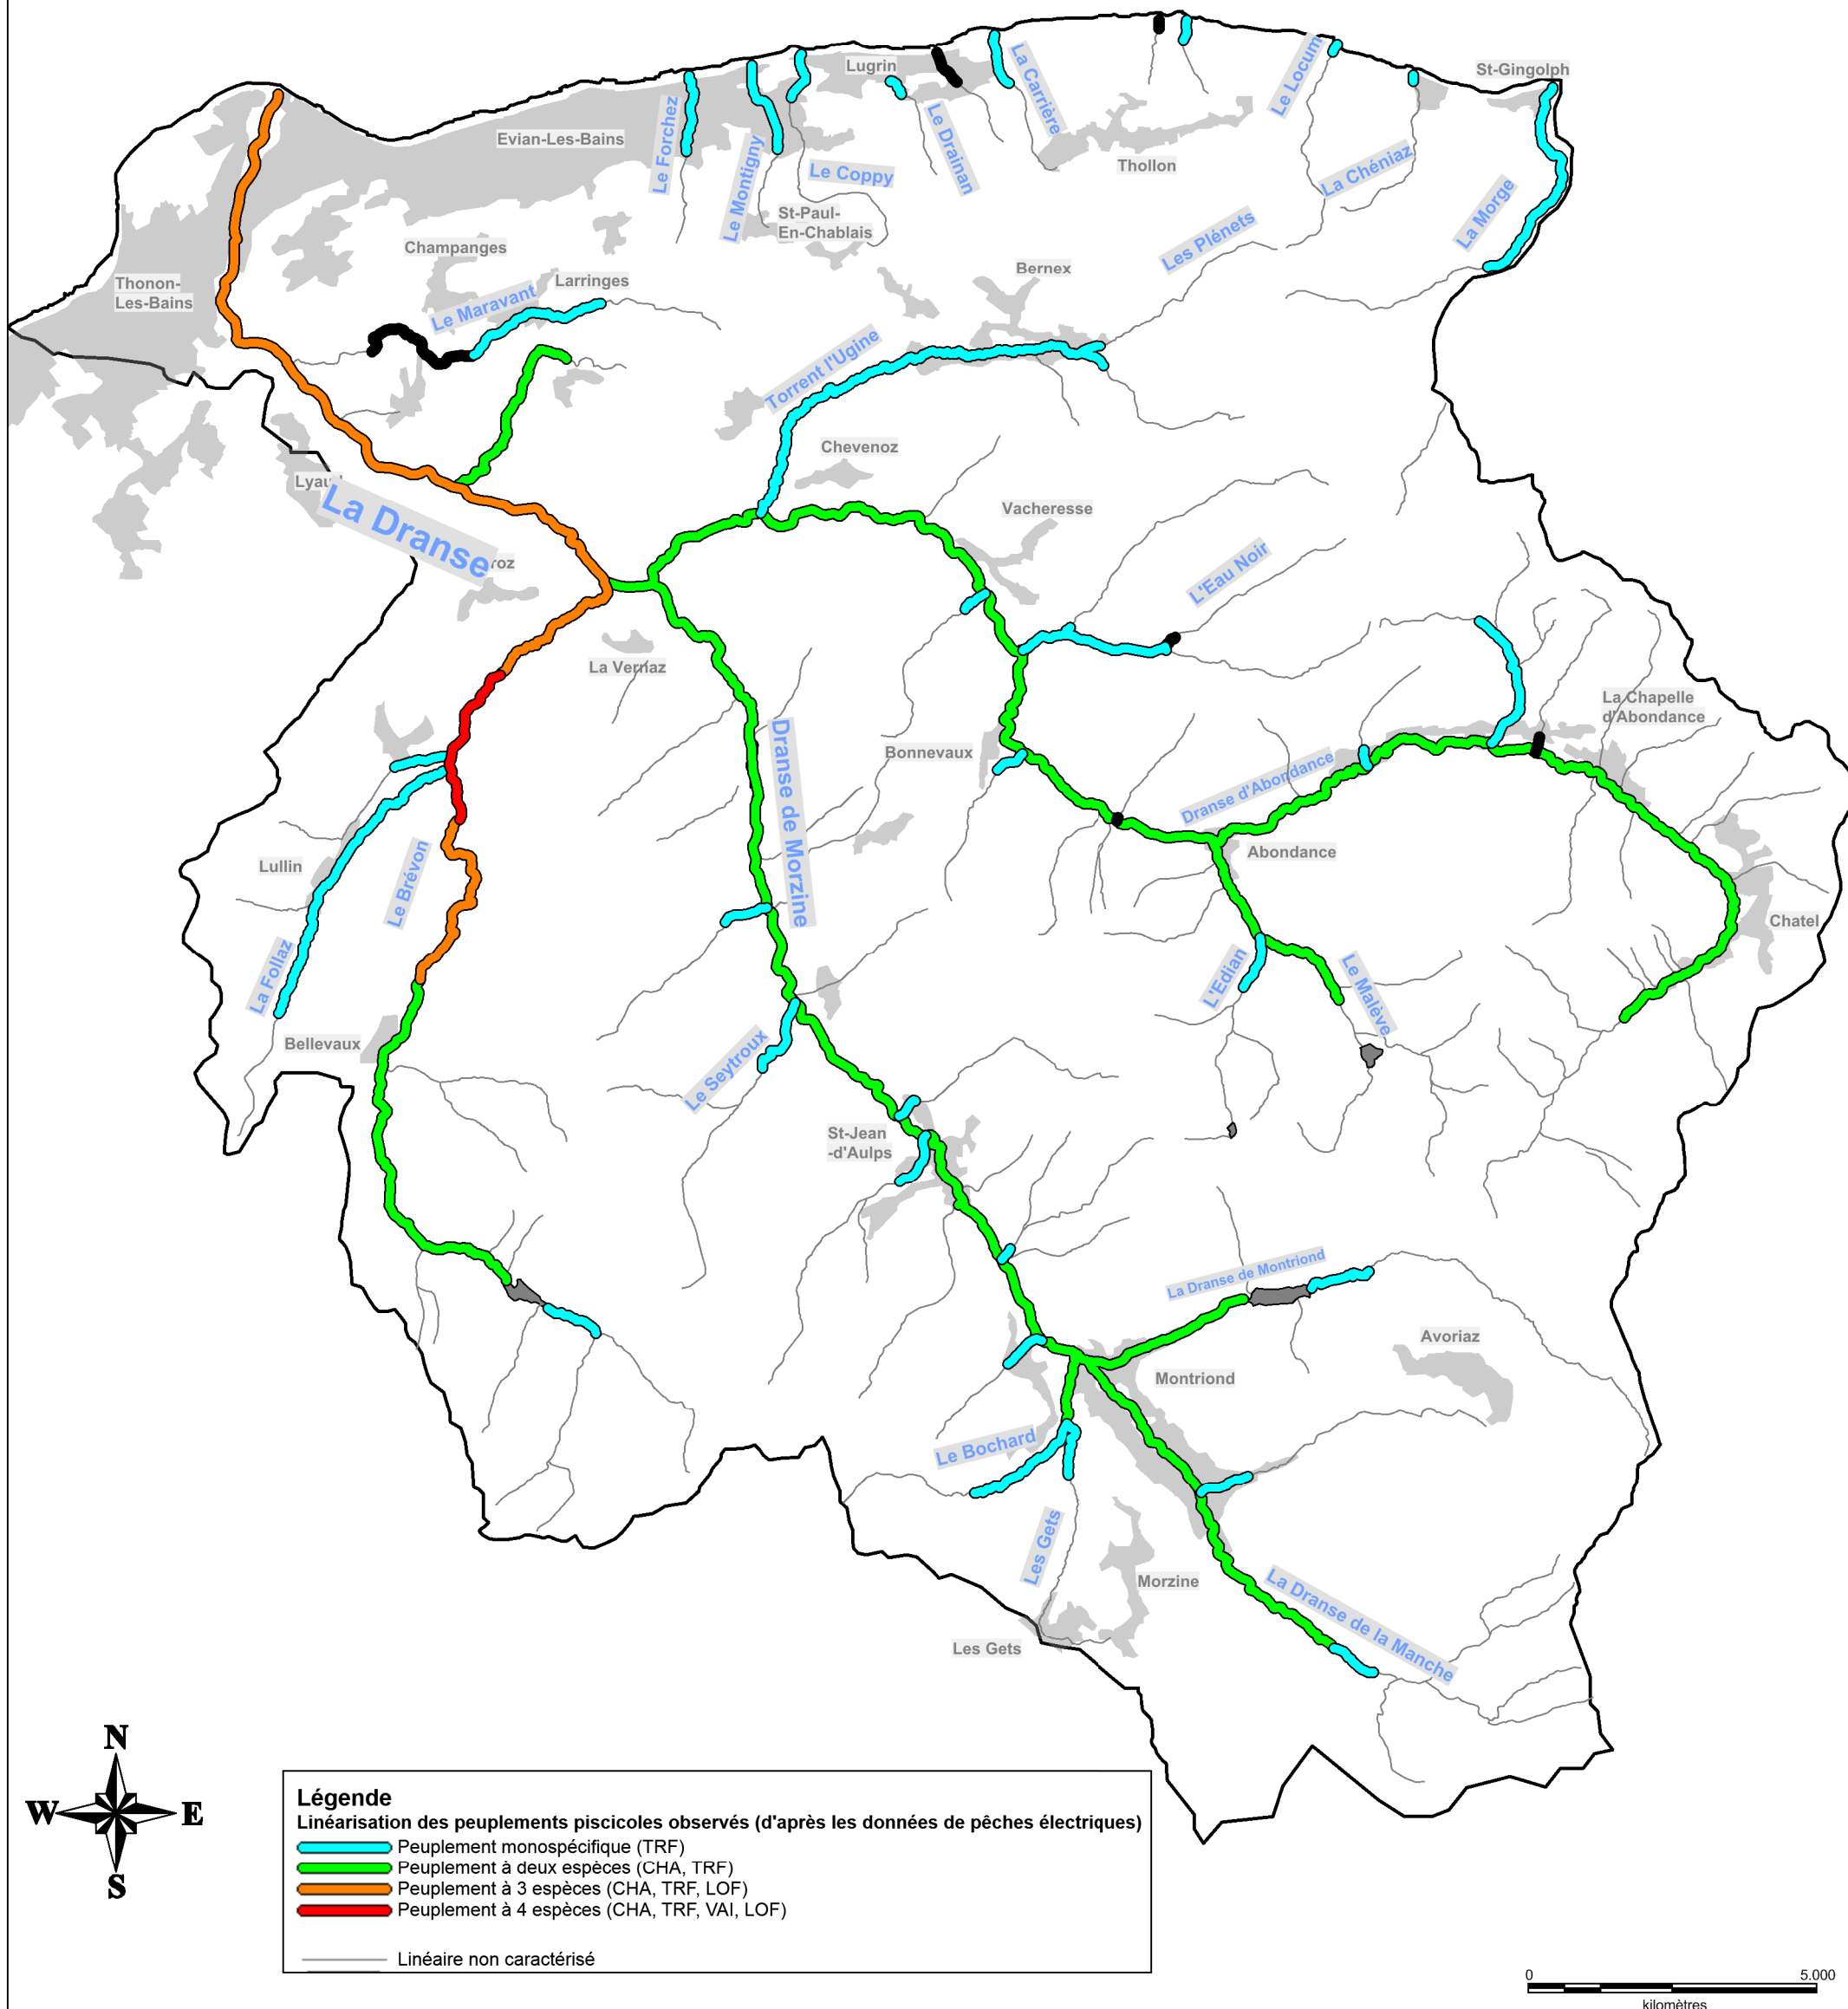 Lugrin
La Carrière
Le Locum
St-Gingolph
Evian-Les-Bains
Le Forchez
Le Montigny
Le Coppy
Le Drainan
Thollon
La Chéniaz
La Morge
St-Paul-
En-Chablais
Les Plénets
Champanges
Larringes
Bernex
Thonon-
Les-Bains
Le Maravant
Torrent l'Ugine
Chevenoz
Lyau
La Dranse
roz
Vacheresse
L'Eau Noir
La Vernaz
La Chapelle
d'Abondance
Bonnevaux
Dranse d'Abondance
Dranse de Morzine
Abondance
Lullin
Le Brévon
Chatel
La Follaz
L'Edian
Le Malève
Bellevaux
Le Seytroux
St-Jean
-d'Aulps
La Dranse de Montriond
Avoriaz
Montriond
Le Bochard
Les Gets
Morzine
La Dranse de la Manche
Les Gets
N
W
E
S
Légende
Linéarisation des peuplements piscicoles observés (d'après les données de pêches électriques)
Peuplement monospécifique (TRF)
Peuplement à deux espèces (CHA, TRF)
Peuplement à 3 espèces (CHA, TRF, LOF)
Peuplement à 4 espèces (CHA, TRF, VAI, LOF)
Linéaire non caractérisé
0
5.000
kilomètres